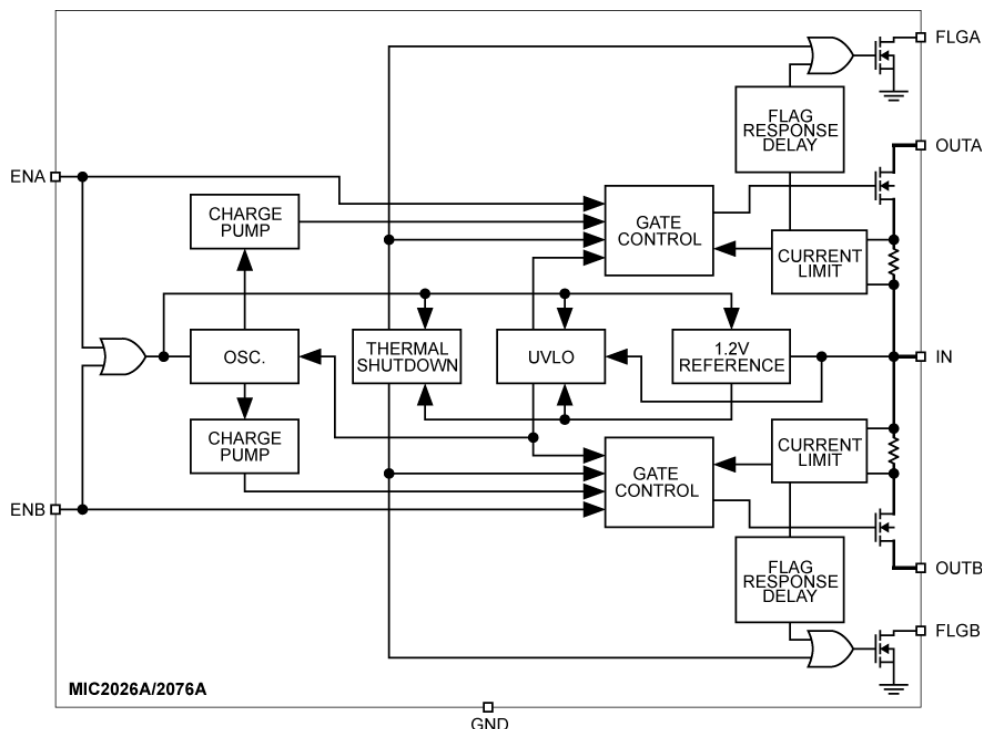 FLGA
FLAG
RESPONSE
DELAY
OUTA
ENA
CHARGE
PUMP
GATE
CONTROL
CURRENT
LIMIT
OSC.
THERMAL
SHUTDOWN
UVLO
1.2V
REFERENCE
IN
CHARGE
PUMP
GATE
CONTROL
CURRENT
LIMIT
ENB
FLAG
RESPONSE
DELAY
OUTB
FLGB
MIC2026A/2076A
GND